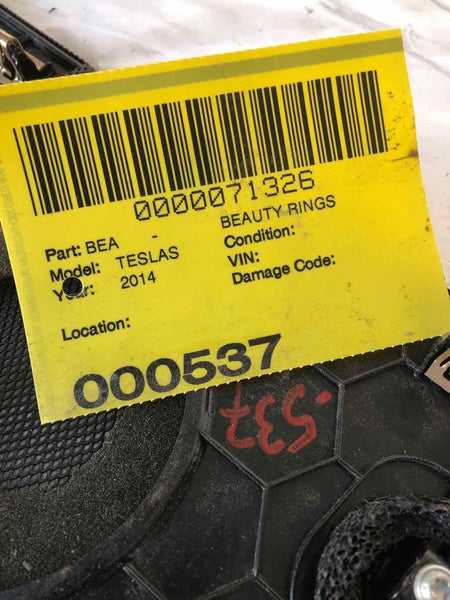 0000071326
Part: BEA - BEAUTY RINGS
Model: TESLAS Condition:
Year: 2014 VIN:
Damage Code:
Location:
000537
.537